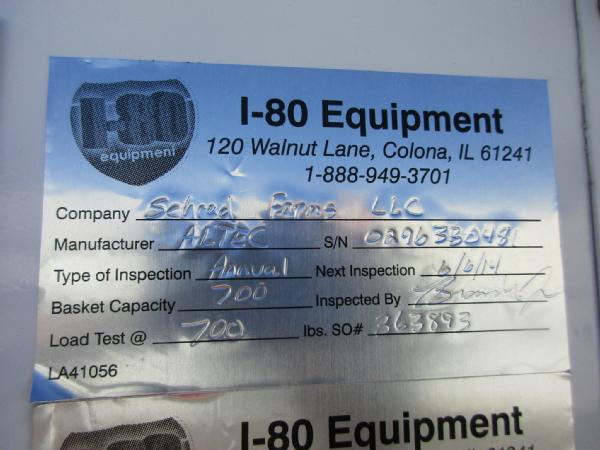 I-80
equipment
I-80 Equipment
120 Walnut Lane, Colona, IL 61241
1-888-949-3701
Company Schrad Farms LLC
Manufacturer ALTEC S/N 0296330481
Type of Inspection Annual Next Inspection 6/6/14
Basket Capacity 700 Inspected By
Load Test @ 700 lbs. SO# 363893
LA41056
I-80 Equipment